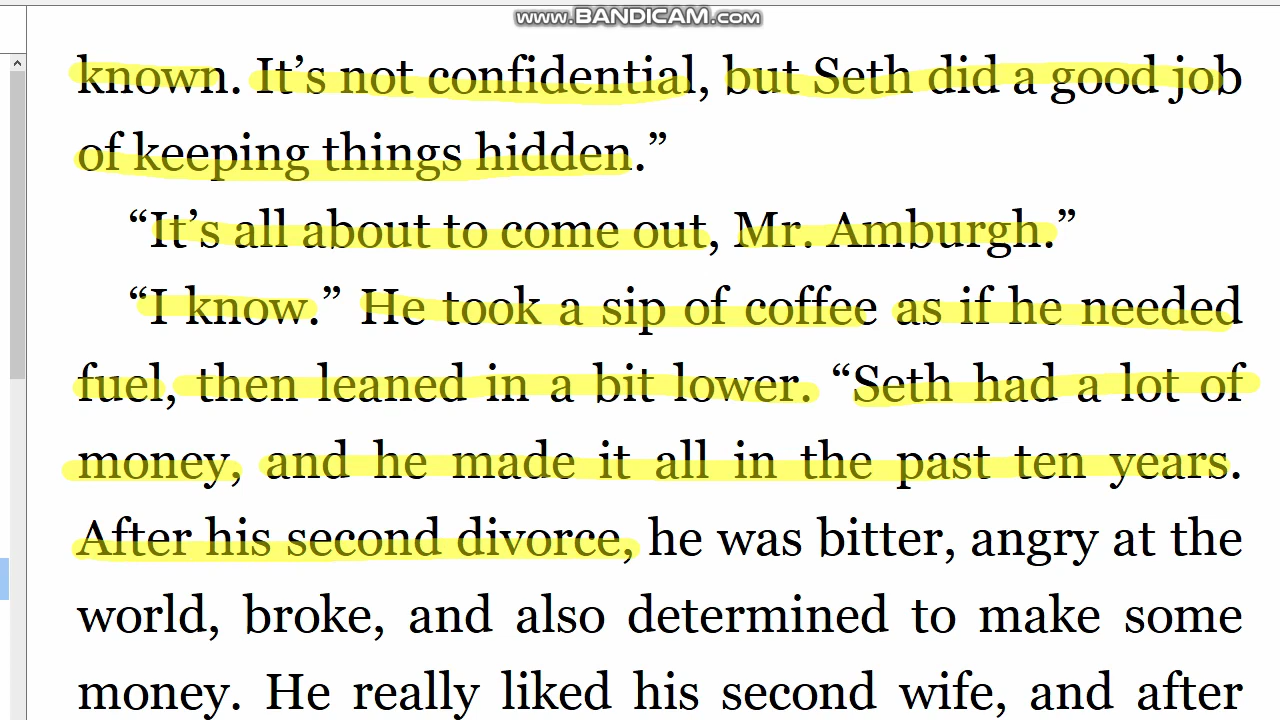 www.BANDICAM.com
known. It’s not confidential, but Seth did a good job
of keeping things hidden.”
“It’s all about to come out, Mr. Amburgh.”
“I know.” He took a sip of coffee as if he needed
fuel, then leaned in a bit lower. “Seth had a lot of
money, and he made it all in the past ten years.
After his second divorce, he was bitter, angry at the
world, broke, and also determined to make some
money. He really liked his second wife, and after